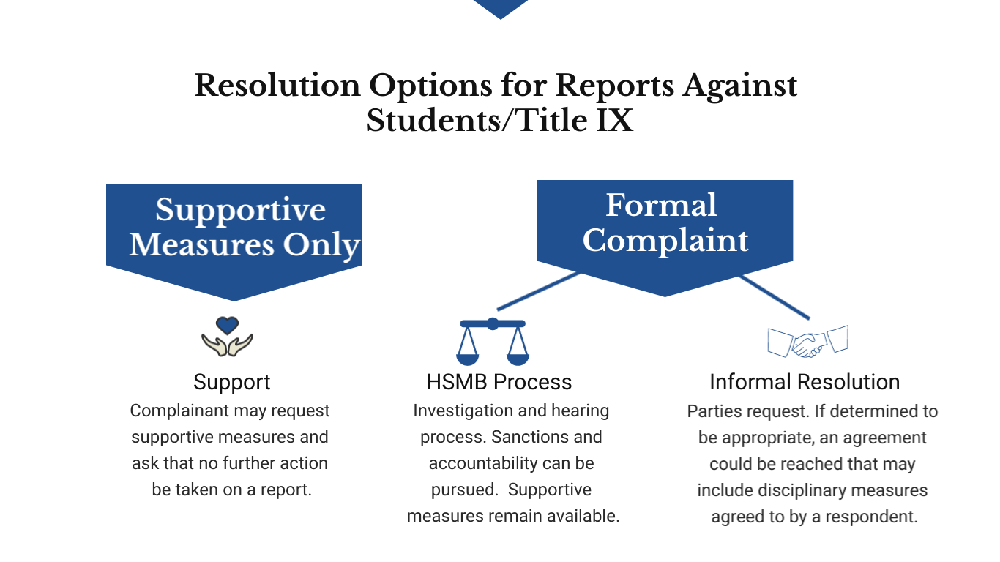 Resolution Options for Reports Against
Students/Title IX
Supportive
Measures Only
Formal
Complaint
Support
Complainant may request
supportive measures and
ask that no further action
be taken on a report.
HSMB Process
Investigation and hearing
process. Sanctions and
accountability can be
pursued.  Supportive
measures remain available.
Informal Resolution
Parties request. If determined to
be appropriate, an agreement
could be reached that may
include disciplinary measures
agreed to by a respondent.